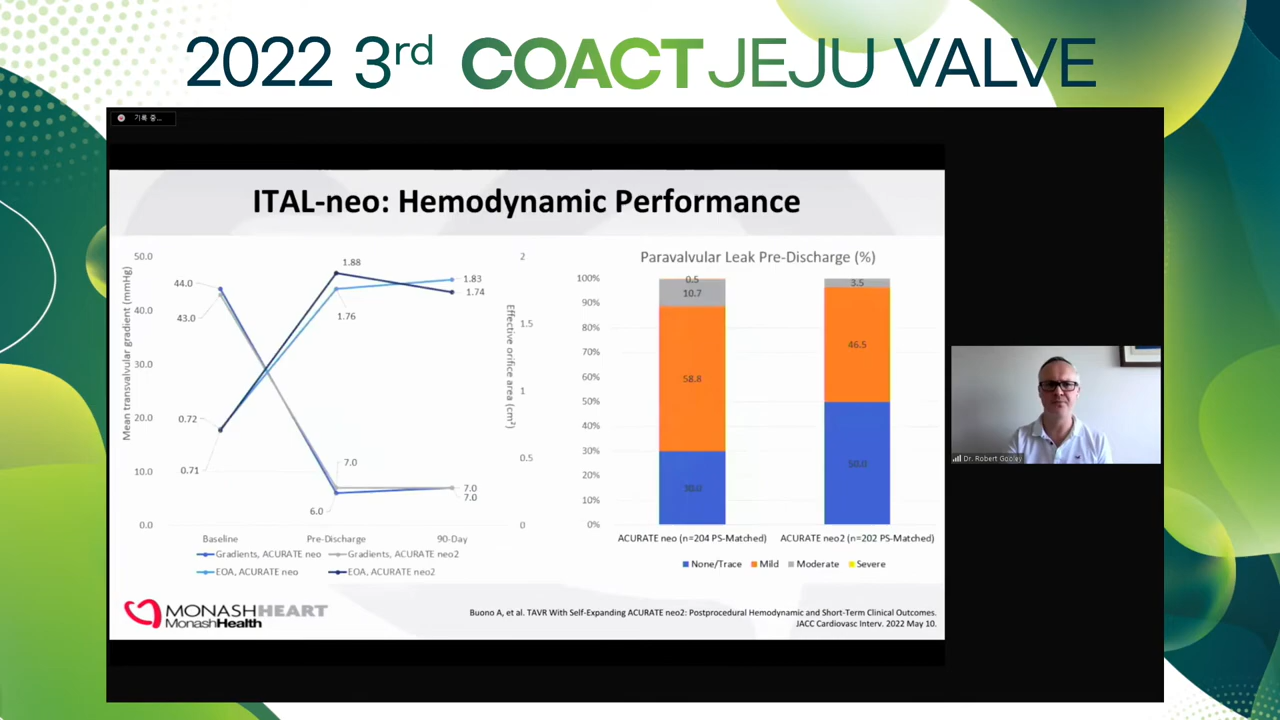 2022 3rd COACT JEJU VALVE
기록 중...
ITAL-neo: Hemodynamic Performance
Mean transvalvular gradient (mmHg)
50.0
40.0
30.0
20.0
10.0
0.0
44.0
43.0
0.72
0.71
1.88
1.76
7.0
6.0
1.83
1.74
7.0
7.0
Effective orifice area (cm²)
2
1.5
1
0.5
0
Baseline
Pre-Discharge
90-Day
Gradients, ACURATE neo
Gradients, ACURATE neo2
EOA, ACURATE neo
EOA, ACURATE neo2
Paravalvular Leak Pre-Discharge (%)
100%
90%
80%
70%
60%
50%
40%
30%
20%
10%
0%
0.5
10.7
58.8
30.0
3.5
46.5
50.0
ACURATE neo (n=204 PS-Matched)
ACURATE neo2 (n=202 PS-Matched)
None/Trace
Mild
Moderate
Severe
MONASHHEART
MonashHealth
Buono A, et al. TAVR With Self-Expanding ACURATE neo2: Postprocedural Hemodynamic and Short-Term Clinical Outcomes.
JACC Cardiovasc Interv. 2022 May 10.
Dr. Robert Gooley